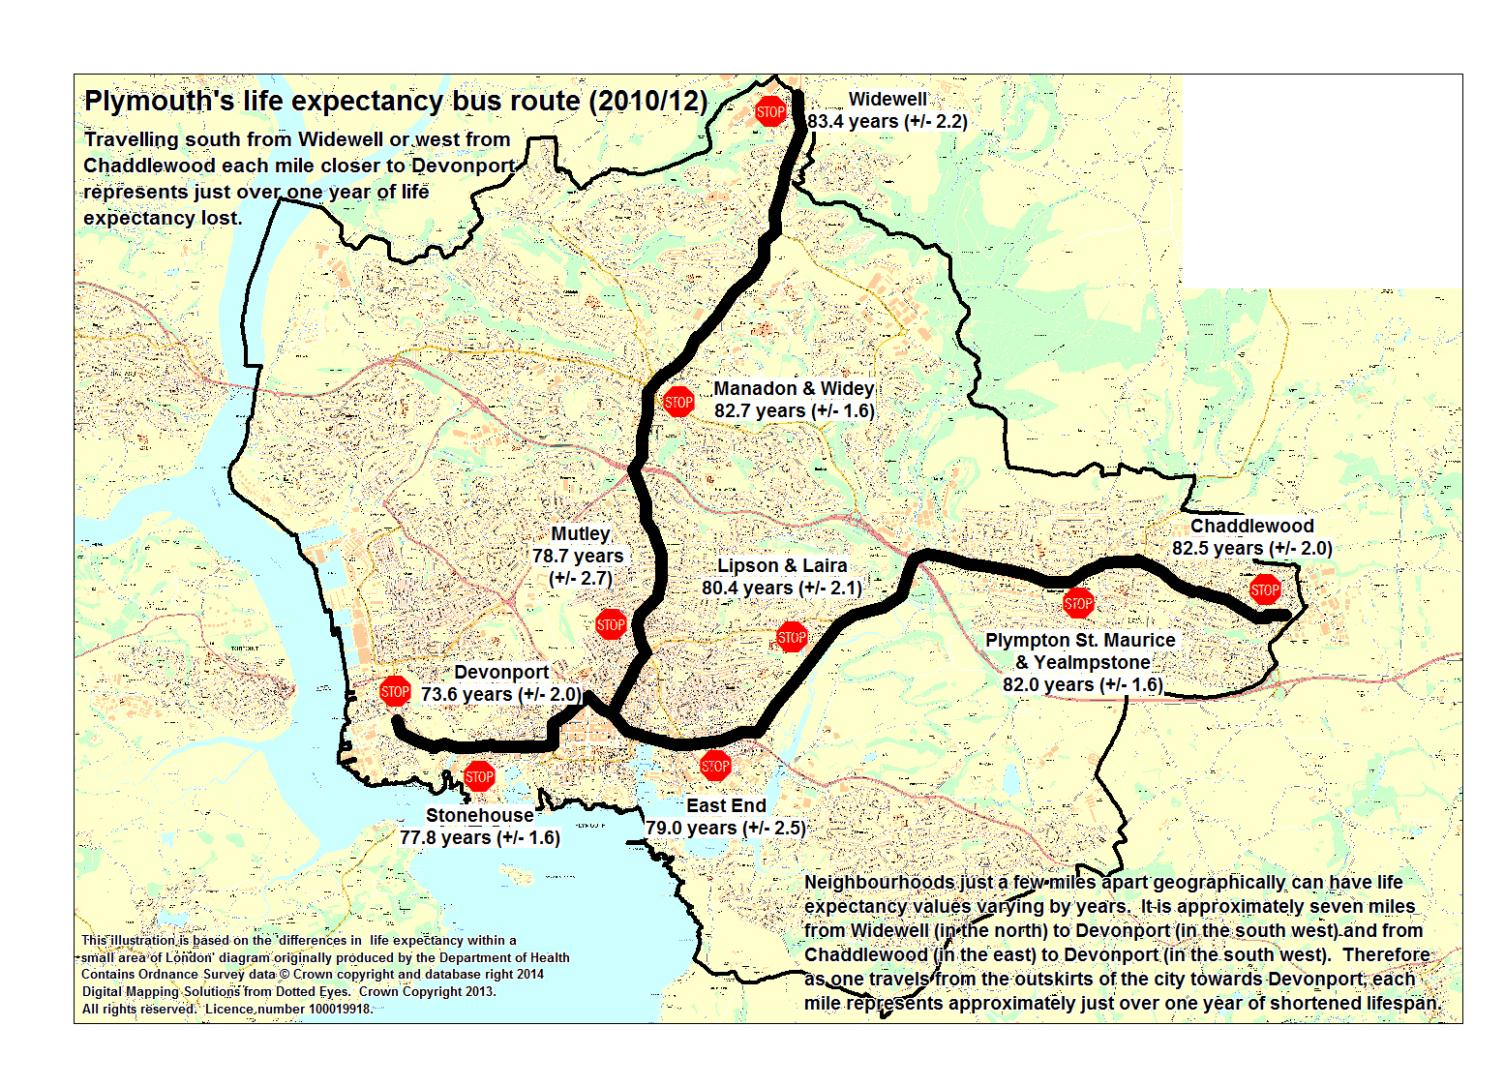 Plymouth's life expectancy bus route (2010/12)
Travelling south from Widewell or west from
Chaddlewood each mile closer to Devonport
represents just over one year of life
expectancy lost.
STOP
Widewell
83.4 years (+/- 2.2)
STOP
Manadon & Widey
82.7 years (+/- 1.6)
Mutley
78.7 years
(+/- 2.7)
STOP
Lipson & Laira
80.4 years (+/- 2.1)
STOP
Chaddlewood
82.5 years (+/- 2.0)
STOP
STOP
Plympton St. Maurice
& Yealmpstone
82.0 years (+/- 1.6)
Devonport
73.6 years (+/- 2.0)
STOP
STOP
Stonehouse
77.8 years (+/- 1.6)
STOP
East End
79.0 years (+/- 2.5)
Neighbourhoods just a few miles apart geographically can have life
expectancy values varying by years. It is approximately seven miles
from Widewell (in the north) to Devonport (in the south west) and from
Chaddlewood (in the east) to Devonport (in the south west). Therefore
as one travels from the outskirts of the city towards Devonport, each
mile represents approximately just over one year of shortened lifespan.
This illustration is based on the 'differences in life expectancy within a
small area of London' diagram originally produced by the Department of Health
Contains Ordnance Survey data © Crown copyright and database right 2014
Digital Mapping Solutions from Dotted Eyes. Crown Copyright 2013.
All rights reserved. Licence number 100019918.